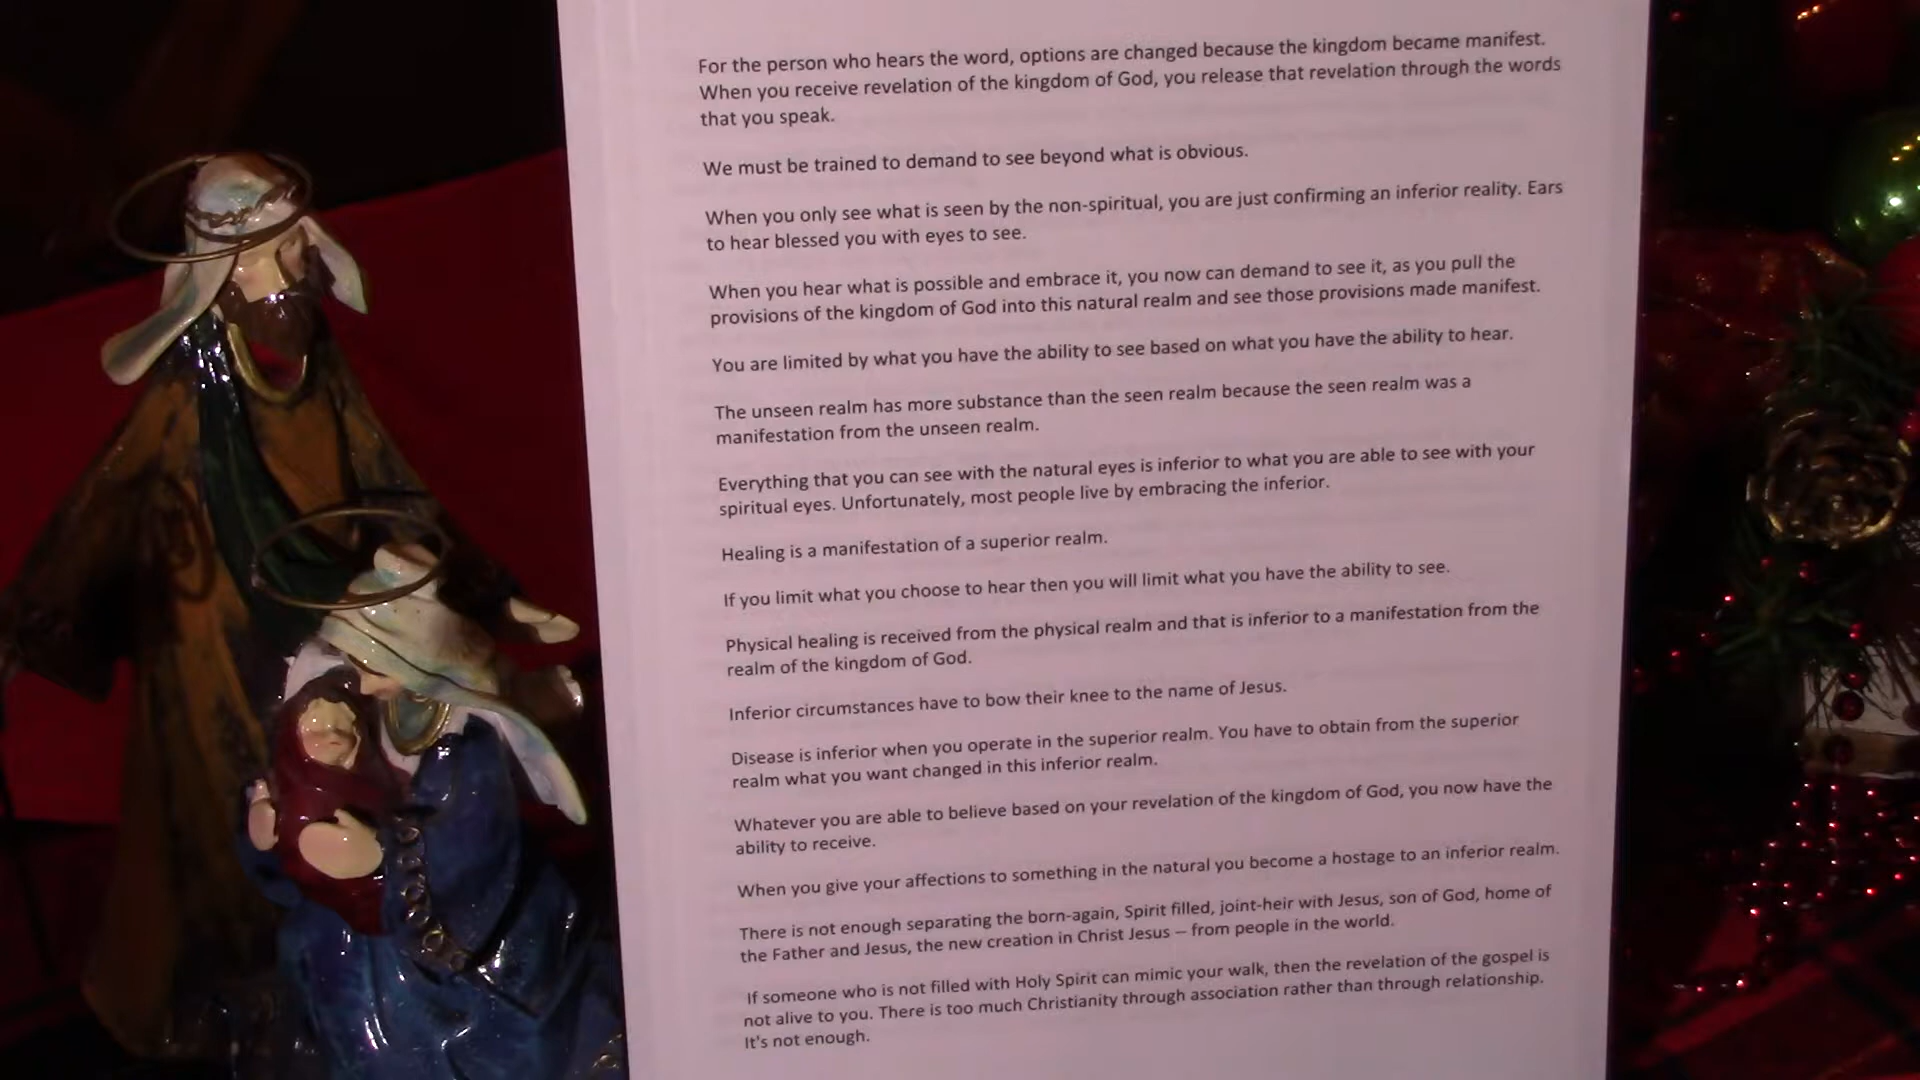 For the person who hears the word, options are changed because the kingdom became manifest.
When you receive revelation of the kingdom of God, you release that revelation through the words
that you speak.
We must be trained to demand to see beyond what is obvious.
When you only see what is seen by the non-spiritual, you are just confirming an inferior reality. Ears
to hear blessed you with eyes to see.
When you hear what is possible and embrace it, you now can demand to see it, as you pull the
provisions of the kingdom of God into this natural realm and see those provisions made manifest.
You are limited by what you have the ability to see based on what you have the ability to hear.
The unseen realm has more substance than the seen realm because the seen realm was a
manifestation from the unseen realm.
Everything that you can see with the natural eyes is inferior to what you are able to see with your
spiritual eyes. Unfortunately, most people live by embracing the inferior.
Healing is a manifestation of a superior realm.
If you limit what you choose to hear then you will limit what you have the ability to see.
Physical healing is received from the physical realm and that is inferior to a manifestation from the
realm of the kingdom of God.
Inferior circumstances have to bow their knee to the name of Jesus.
Disease is inferior when you operate in the superior realm. You have to obtain from the superior
realm what you want changed in this inferior realm.
Whatever you are able to believe based on your revelation of the kingdom of God, you now have the
ability to receive.
When you give your affections to something in the natural you become a hostage to an inferior realm.
There is not enough separating the born-again, Spirit filled, joint-heir with Jesus, son of God, home of
the Father and Jesus, the new creation in Christ Jesus – from people in the world.
If someone who is not filled with Holy Spirit can mimic your walk, then the revelation of the gospel is
not alive to you. There is too much Christianity through association rather than through relationship.
It's not enough.